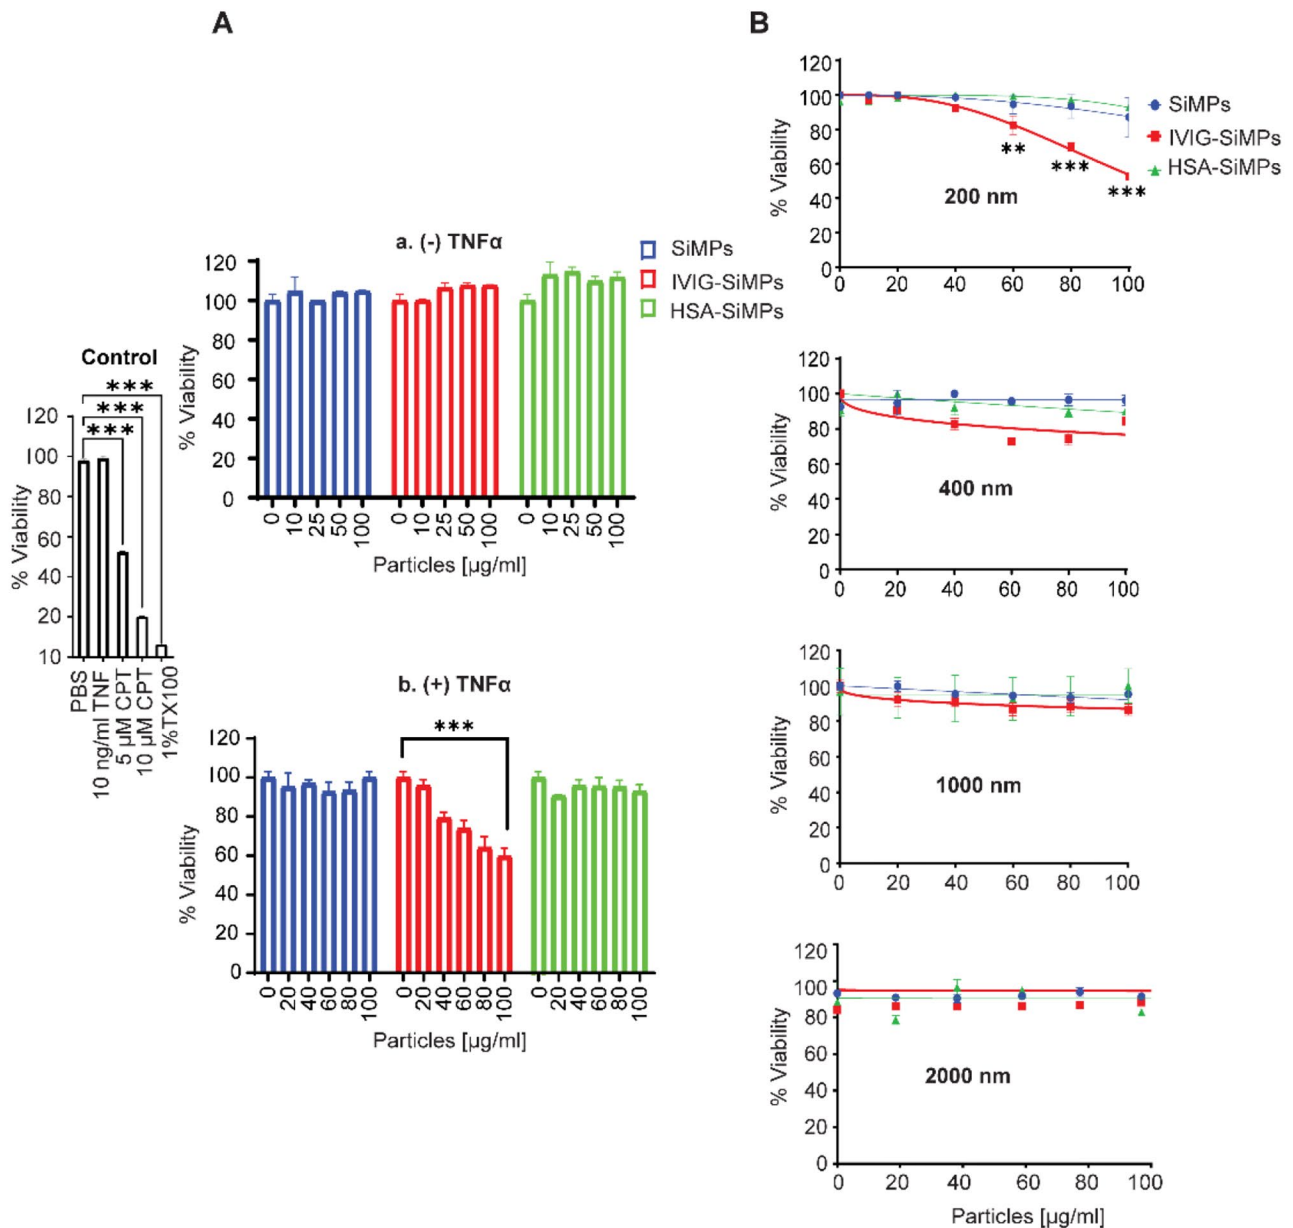 A
B
Control
***
***
***
% Viability
120
100
80
60
40
20
10
PBS
10 ng/ml TNF
5 µM CPT
10 µM CPT
1%TX100
a. (-) TNFα
SiMPs
IVIG-SiMPs
HSA-SiMPs
% Viability
120
100
80
60
40
20
0
0 10 25 50 100 0 10 25 50 100 0 10 25 50 100
Particles [µg/ml]
b. (+) TNFα
***
% Viability
120
100
80
60
40
20
0
0 20 40 60 80 100 0 20 40 60 80 100 0 20 40 60 80 100
Particles [µg/ml]
% Viability
120
100
80
60
40
20
0
SiMPs
IVIG-SiMPs
HSA-SiMPs
**
***
***
200 nm
0 20 40 60 80 100
% Viability
120
100
80
60
40
20
0
400 nm
0 20 40 60 80 100
% Viability
120
100
80
60
40
20
0
1000 nm
0 20 40 60 80 100
% Viability
120
100
80
60
40
20
0
2000 nm
0 20 40 60 80 100
Particles [µg/ml]